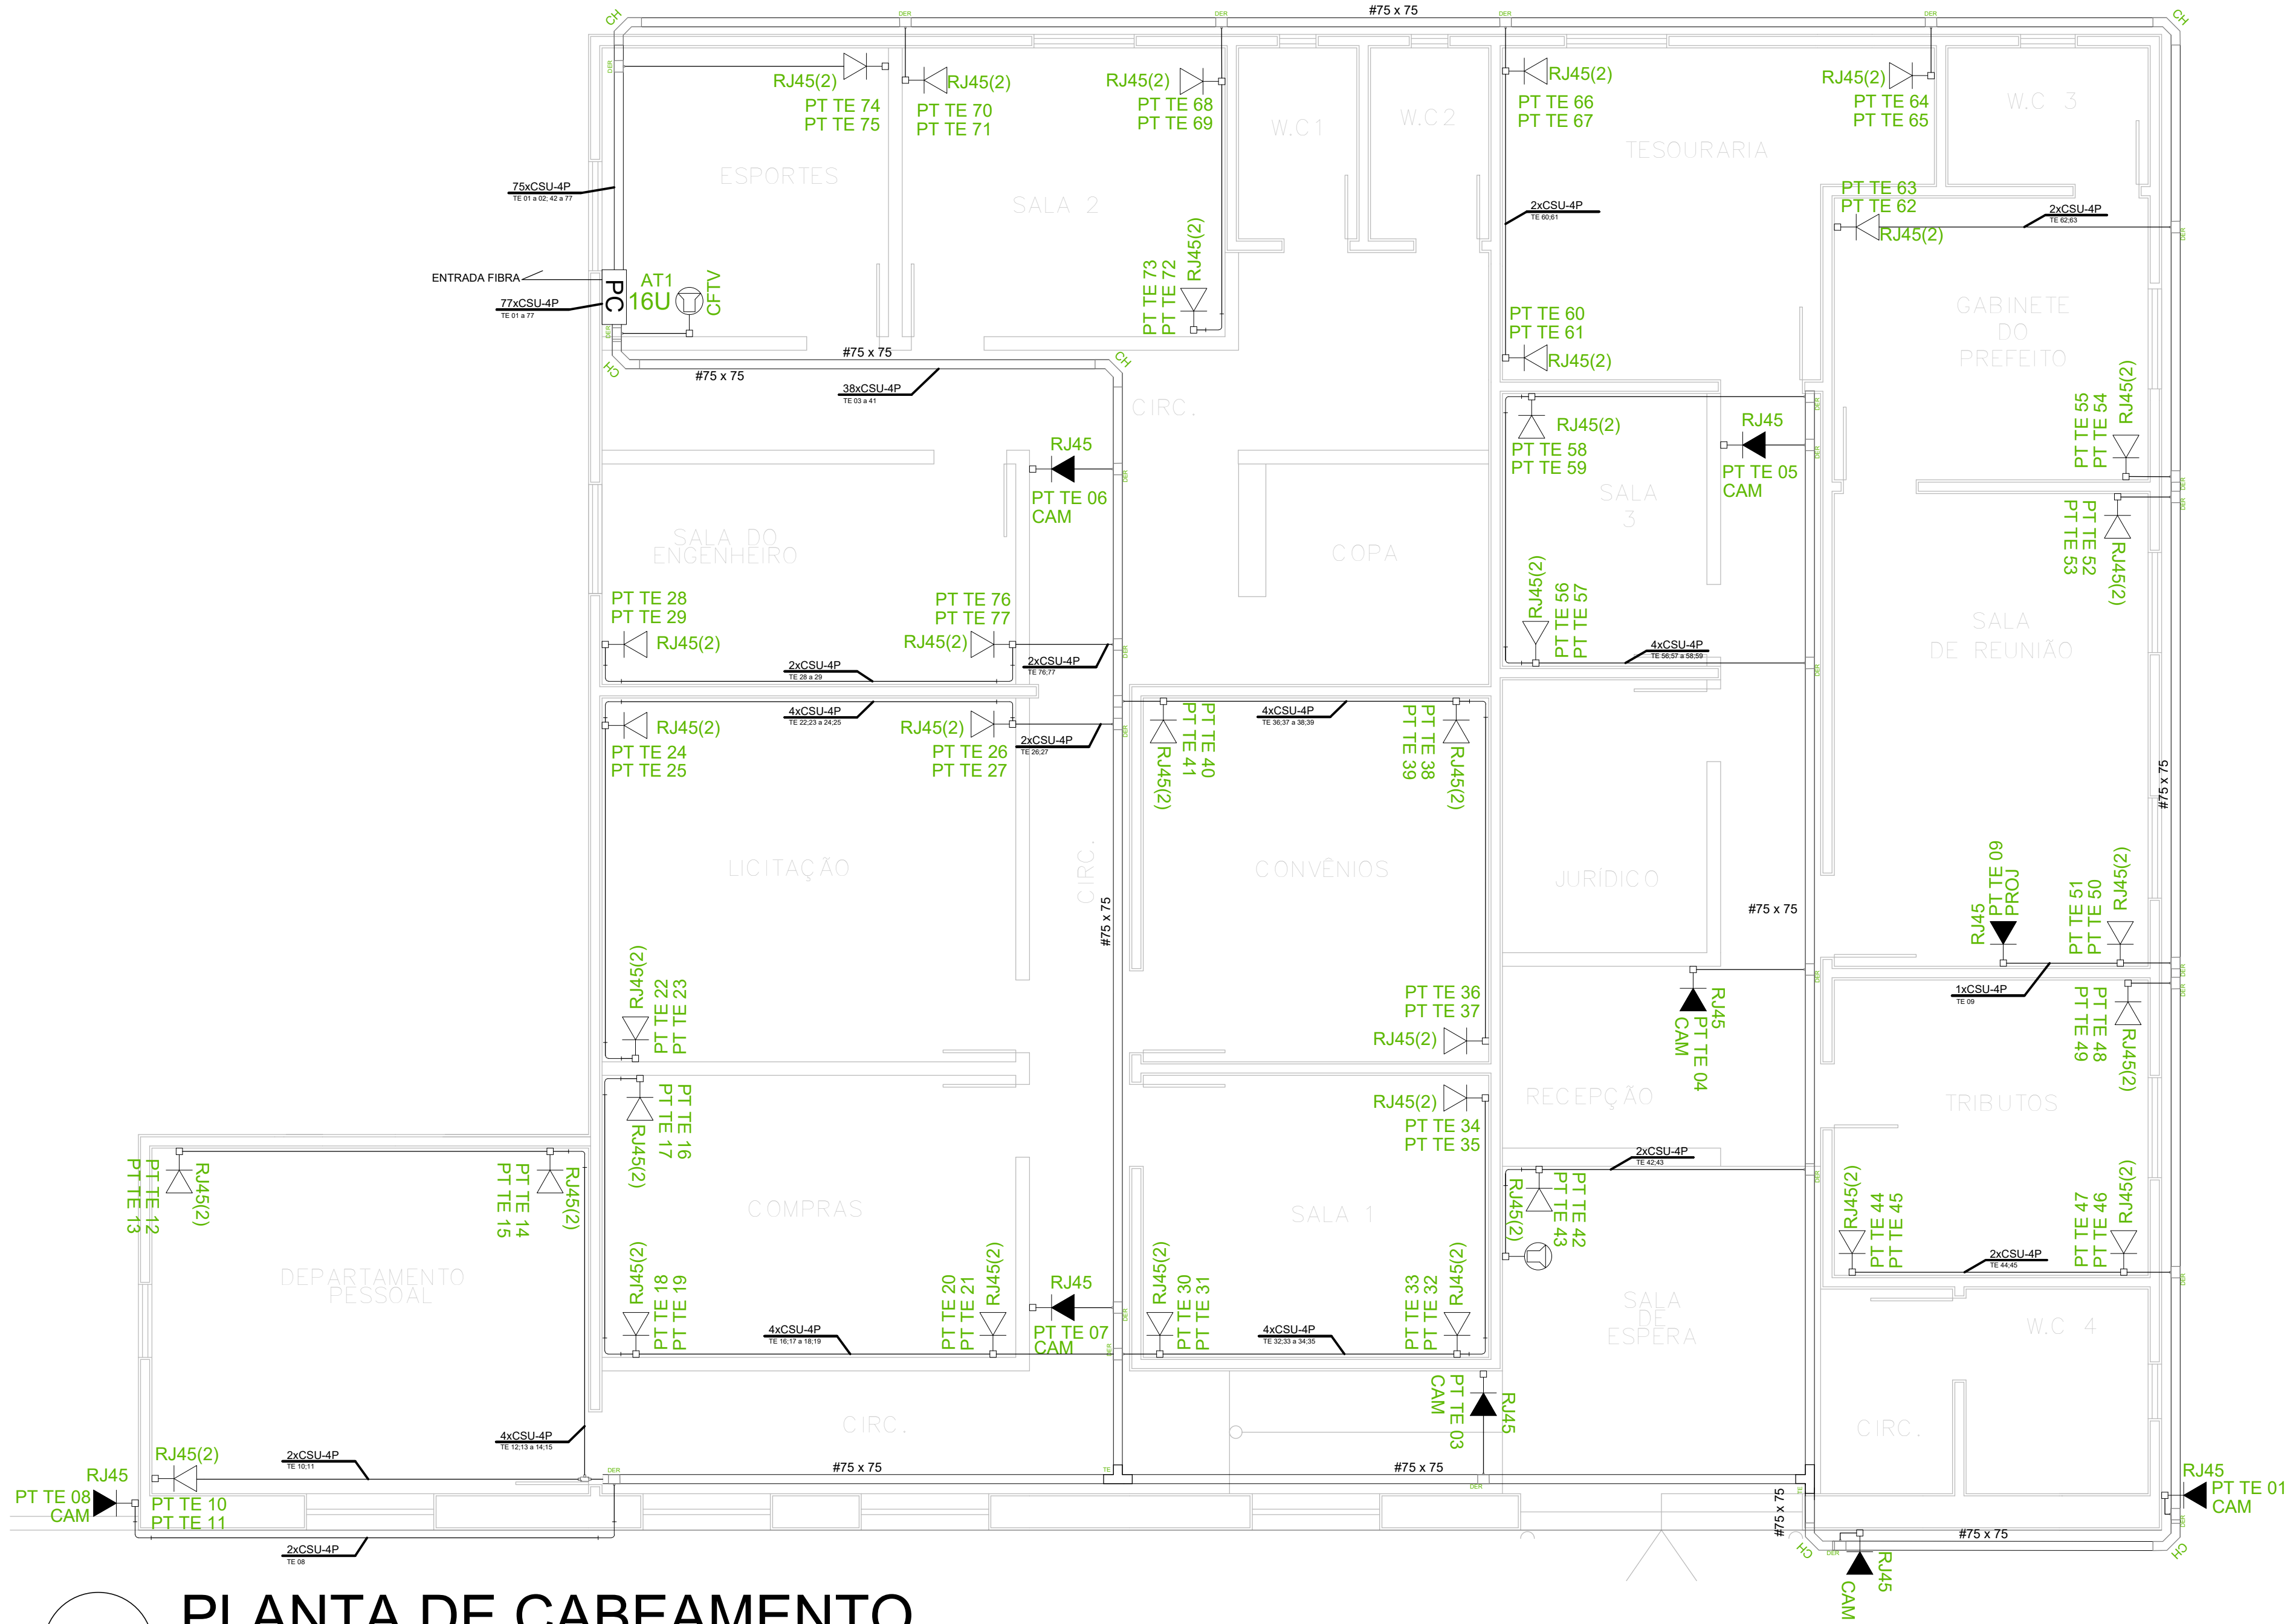 CH
DER
DER
#75 x 75
DER
DER
CH
DER
RJ45(2)
PT TE 74
PT TE 75
RJ45(2)
PT TE 70
PT TE 71
RJ45(2)
PT TE 68
PT TE 69
W.C1
W.C2
RJ45(2)
PT TE 66
PT TE 67
RJ45(2)
PT TE 64
PT TE 65
W.C 3
TESOURARIA
ESPORTES
SALA 2
75xCSU-4P
TE 01 a 02; 42 a 77
2xCSU-4P
TE 60;61
PT TE 63
PT TE 62
RJ45(2)
2xCSU-4P
TE 62;63
DER
ENTRADA FIBRA
77xCSU-4P
TE 01 a 77
PC
AT1
16U
CFTV
DER
RJ45(2)
PT TE 73
PT TE 72
PT TE 60
PT TE 61
RJ45(2)
GABINETE
DO
PREFEITO
#75 x 75
CH
CH
#75 x 75
38xCSU-4P
TE 03 a 41
CIRC.
RJ45(2)
PT TE 58
PT TE 59
RJ45
PT TE 05
CAM
DER
DER
RJ45(2)
PT TE 55
PT TE 54
DER
RJ45
PT TE 06
CAM
DER
SALA
3
DER
PT TE 52
PT TE 53
RJ45(2)
SALA DO
ENGENHEIRO
COPA
PT TE 28
PT TE 29
RJ45(2)
PT TE 76
PT TE 77
RJ45(2)
RJ45(2)
PT TE 56
PT TE 57
SALA
DE REUNIÃO
2xCSU-4P
TE 28 a 29
2xCSU-4P
TE 76;77
DER
4xCSU-4P
TE 56;57 a 58;59
DER
4xCSU-4P
TE 22;23 a 24;25
RJ45(2)
PT TE 24
PT TE 25
RJ45(2)
PT TE 26
PT TE 27
2xCSU-4P
TE 26;27
DER
4xCSU-4P
TE 36;37 a 38;39
PT TE 40
PT TE 41
RJ45(2)
PT TE 38
PT TE 39
RJ45(2)
#75 x 75
LICITAÇÃO
CIRC.
CONVÊNIOS
JURÍDICO
#75 x 75
#75 x 75
RJ45
PT TE 09
PROJ
PT TE 51
PT TE 50
RJ45(2)
RJ45(2)
PT TE 22
PT TE 23
PT TE 36
PT TE 37
RJ45(2)
DER
DER
RJ45
PT TE 04
CAM
1xCSU-4P
TE 09
DER
PT TE 48
PT TE 49
RJ45(2)
PT TE 16
PT TE 17
RJ45(2)
RJ45(2)
PT TE 34
PT TE 35
RECEPÇÃO
TRIBUTOS
PT TE 12
PT TE 13
RJ45(2)
PT TE 14
PT TE 15
RJ45(2)
COMPRAS
SALA 1
2xCSU-4P
TE 42;43
DER
RJ45(2)
PT TE 42
PT TE 43
RJ45(2)
PT TE 44
PT TE 45
PT TE 47
PT TE 46
RJ45(2)
2xCSU-4P
TE 44;45
DER
DEPARTAMENTO
PESSOAL
RJ45(2)
PT TE 18
PT TE 19
PT TE 20
PT TE 21
RJ45(2)
RJ45
PT TE 07
CAM
DER
DER
RJ45(2)
PT TE 30
PT TE 31
PT TE 33
PT TE 32
RJ45(2)
4xCSU-4P
TE 16;17 a 18;19
4xCSU-4P
TE 32;33 a 34;35
SALA
DE
ESPERA
W.C 4
RJ45
PT TE 03
CAM
CIRC.
CIRC.
4xCSU-4P
TE 12;13 a 14;15
2xCSU-4P
TE 10;11
RJ45(2)
PT TE 10
PT TE 11
RJ45
PT TE 08
CAM
DER
#75 x 75
TE
#75 x 75
DER
TE
#75 x 75
RJ45
PT TE 01
CAM
DER
2xCSU-4P
TE 08
CH
DER
#75 x 75
CH
RJ45
CAM
PLANTA DE CABEAMENTO